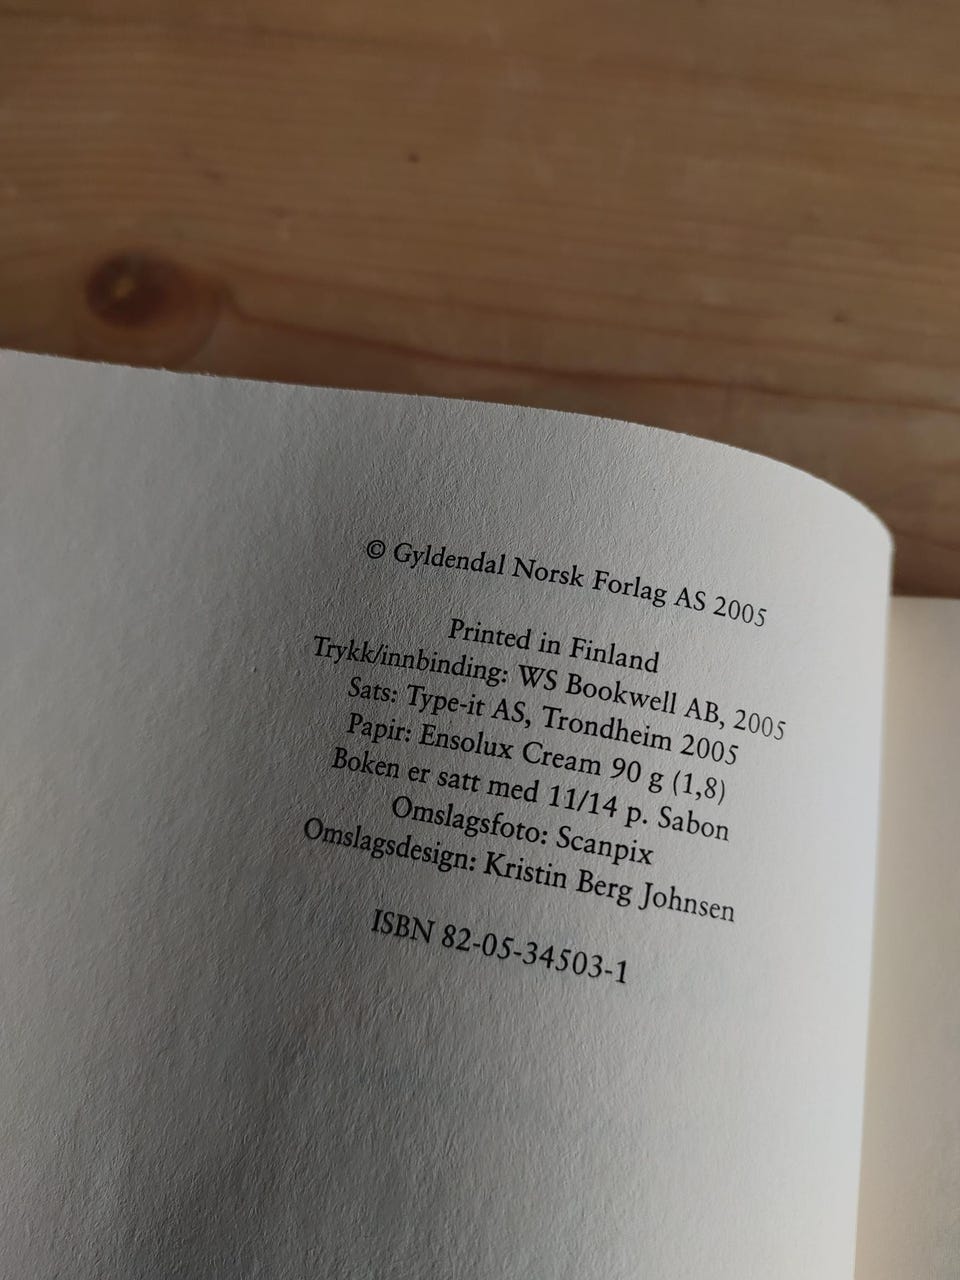 © Gyldendal Norsk Forlag AS 2005
Printed in Finland
Trykk/innbinding: WS Bookwell AB, 2005
Sats: Type-it AS, Trondheim 2005
Papir: Ensolux Cream 90 g (1,8)
Boken er satt med 11/14 p. Sabon
Omslagsfoto: Scanpix
Omslagsdesign: Kristin Berg Johnsen
ISBN 82-05-34503-1